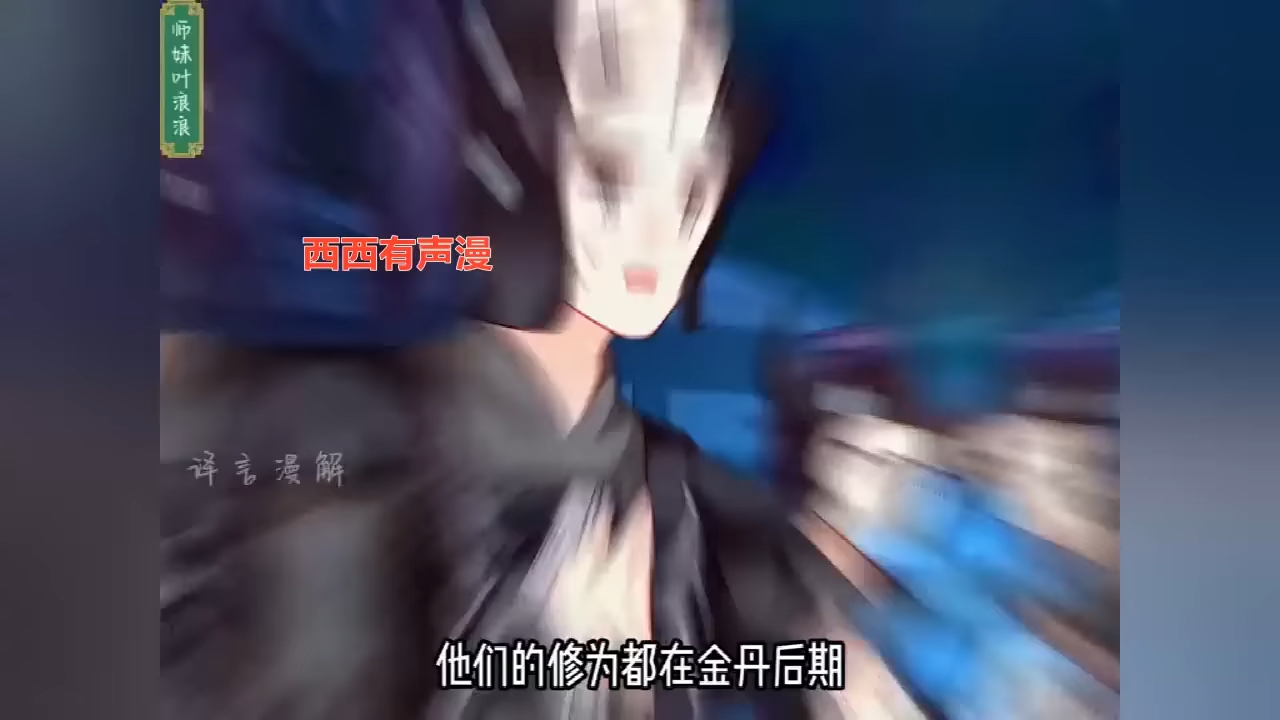 师妹叶浪浪
西西有声漫
译言漫解
他们的修为都在金丹后期